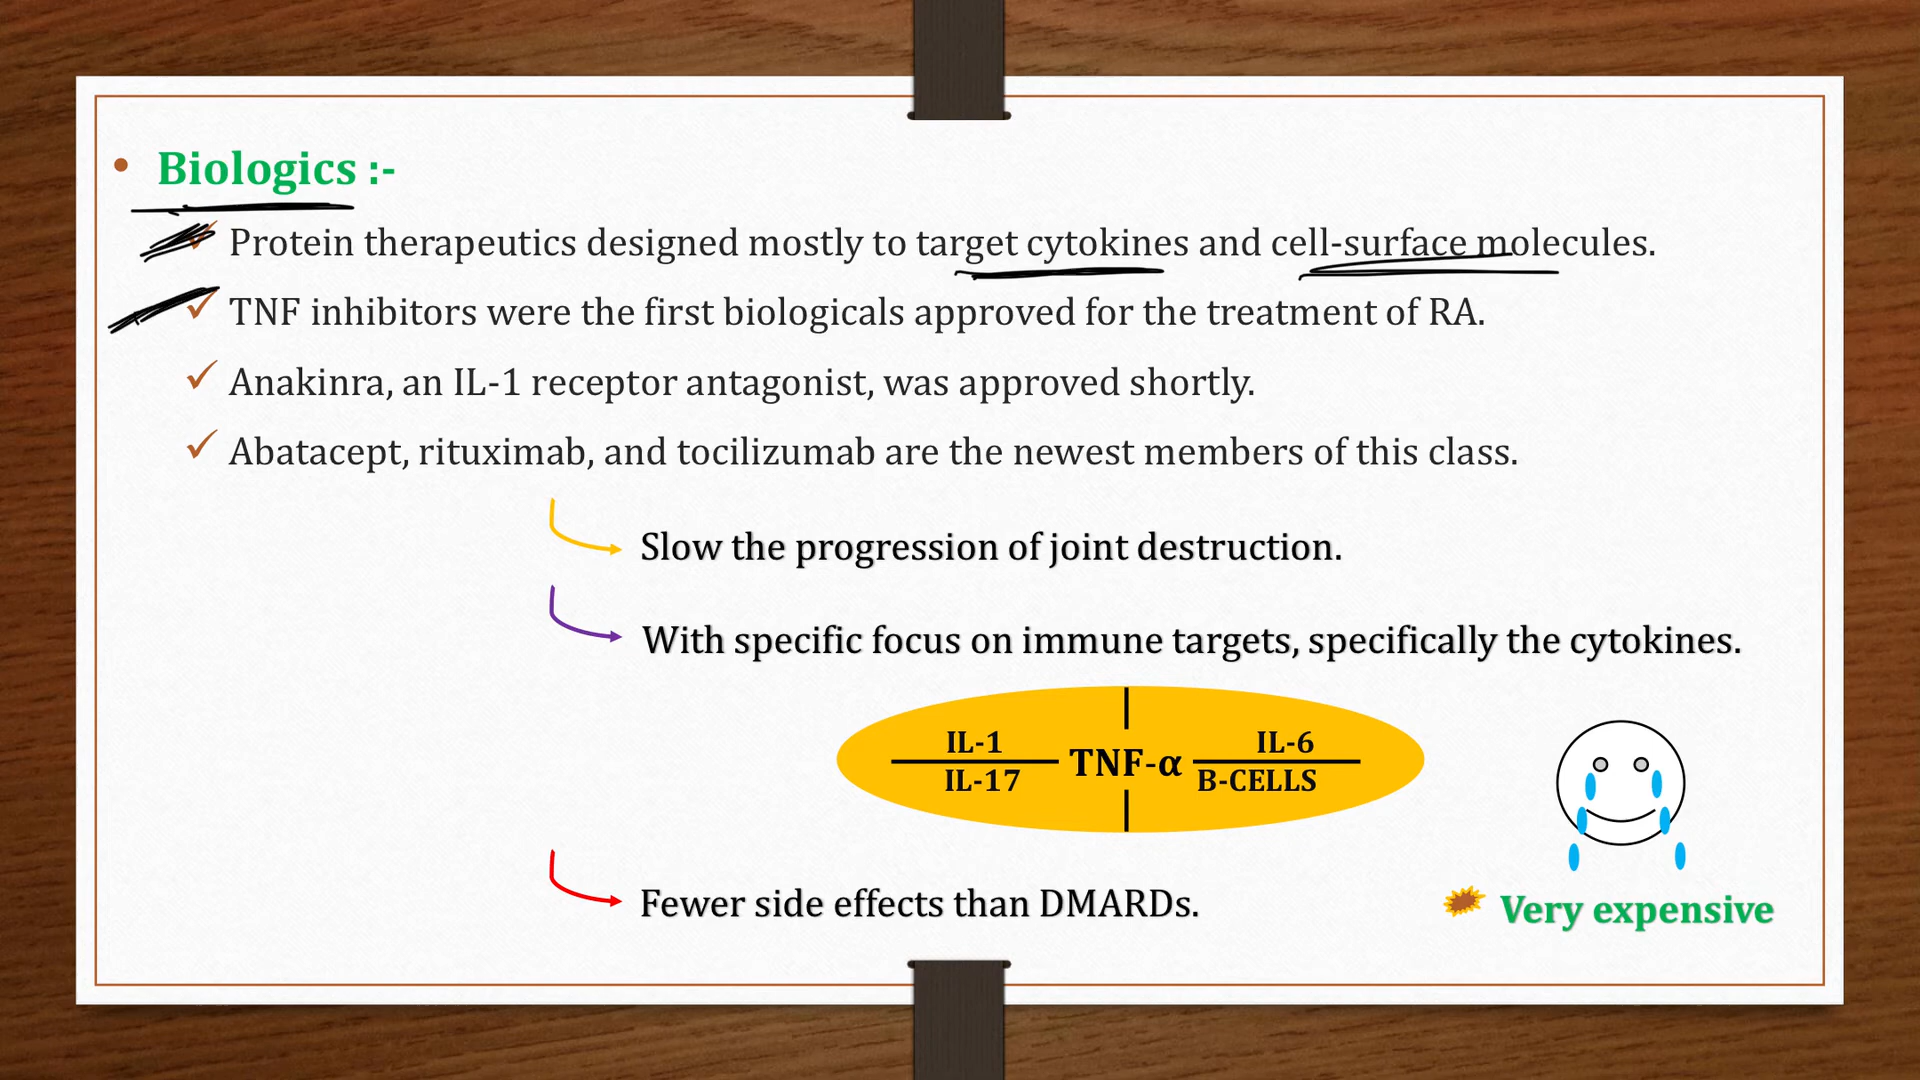 Biologics :-
Protein therapeutics designed mostly to target cytokines and cell-surface molecules.
TNF inhibitors were the first biologicals approved for the treatment of RA.
Anakinra, an IL-1 receptor antagonist, was approved shortly.
Abatacept, rituximab, and tocilizumab are the newest members of this class.
Slow the progression of joint destruction.
With specific focus on immune targets, specifically the cytokines.
IL-1
IL-17
TNF-α
IL-6
B-CELLS
Fewer side effects than DMARDs.
Very expensive